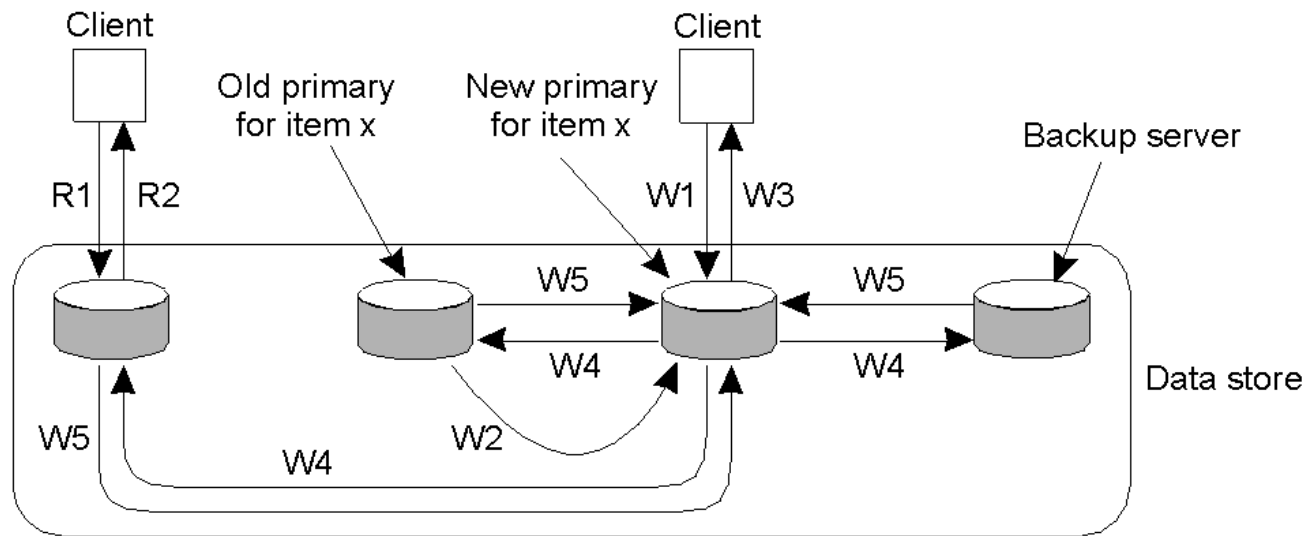 Client
Client
Old primary
for item x
New primary
for item x
Backup server
R1
R2
W1
W3
W5
W5
W4
W4
Data store
W5
W2
W4